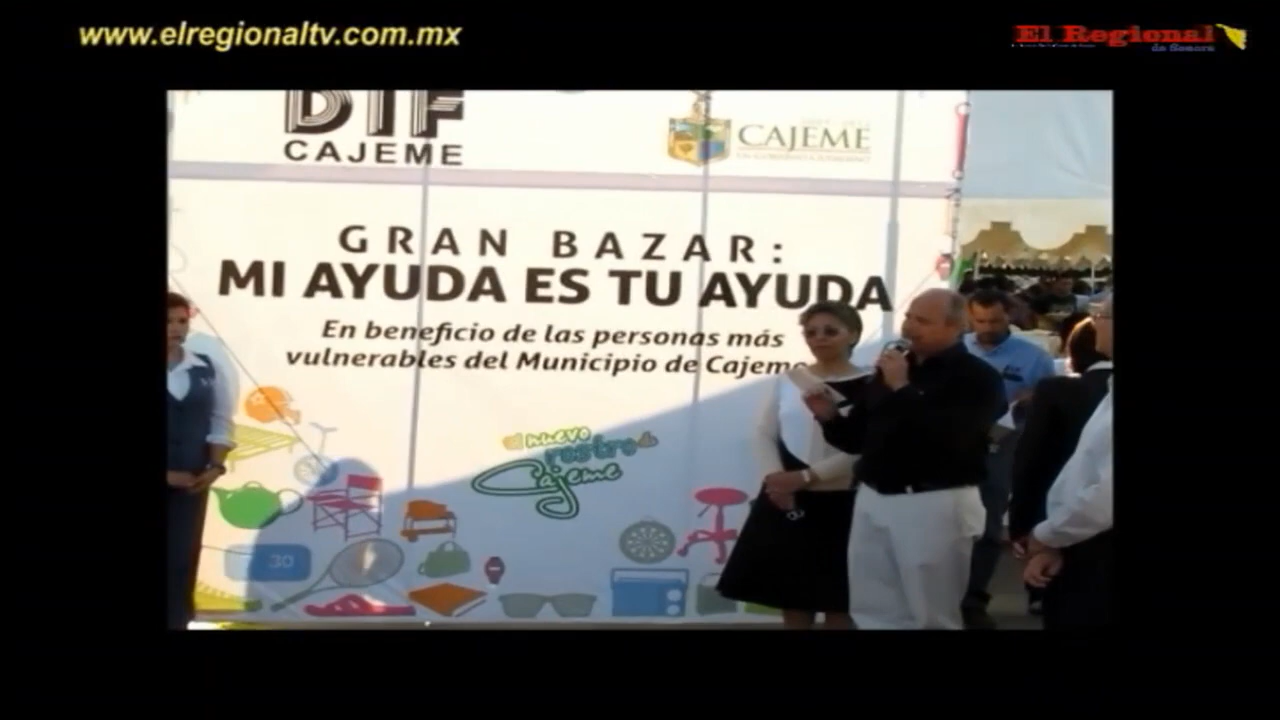 www.elregionaltv.com.mx
El Regional
de Sonora
DIF
CAJEME
CAJEME
GRAN BAZAR:
MI AYUDA ES TU AYUDA
En beneficio de las personas más
vulnerables del Municipio de Cajeme
el nuevo
rostro de
Cajeme
30